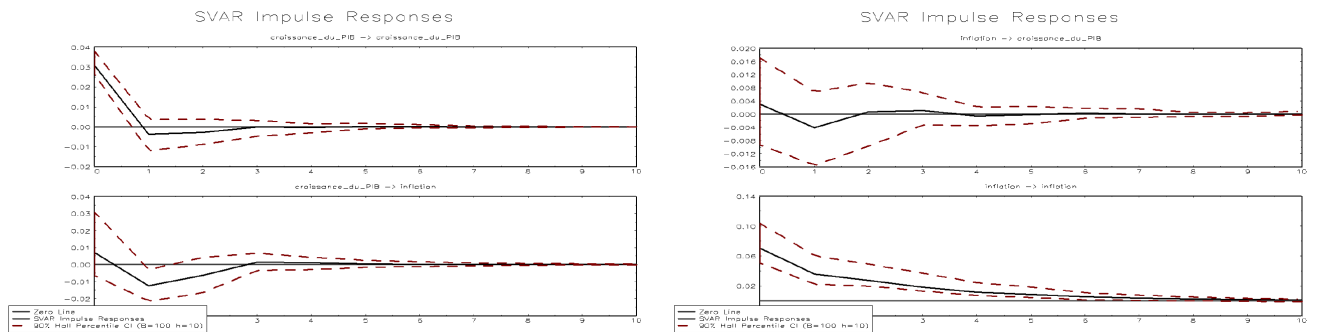 SVAR Impulse Responses
croissance_du_PIB -> croissance_du_PIB
0.04
0.03
0.02
0.01
0.00
-0.01
-0.02
0 1 2 3 4 5 6 7 8 9 10
croissance_du_PIB -> inflation
0.04
0.03
0.02
0.01
0.00
-0.01
-0.02
3 4 5 6 7 8 9 10
Zero Line
SVAR Impulse Responses
90% Hall Percentile CI (B=100 h=10)
SVAR Impulse Responses
inflation -> croissance_du_PIB
0.020
0.016
0.012
0.008
0.004
0.000
-0.004
-0.008
-0.012
-0.016
0 1 2 3 4 5 6 7 8 9 10
inflation -> inflation
0.14
0.10
0.06
0.02
3 4 5 6 7 8 9 10
Zero Line
SVAR Impulse Responses
90% Hall Percentile CI (B=100 h=10)